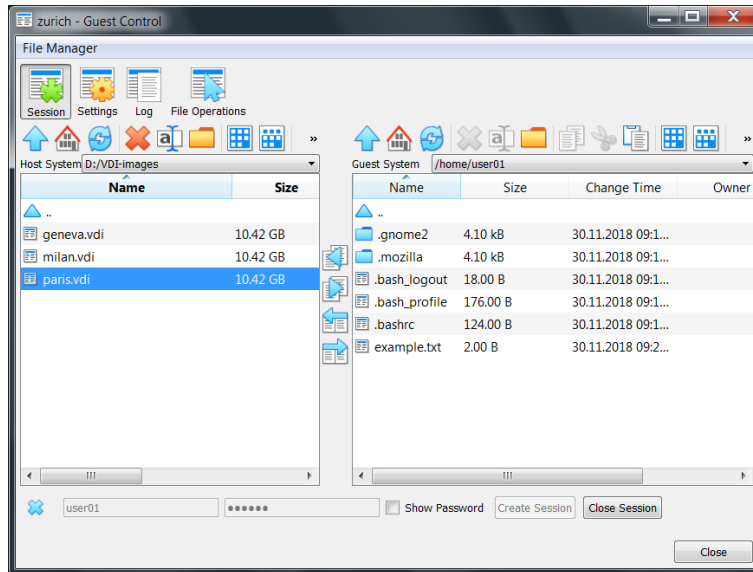 zurich - Guest Control
File Manager
Session Settings Log File Operations
» »
Host System D:/VDI-images Guest System /home/user01
Name Size Name Size Change Time Owner
.. ..
geneva.vdi 10.42 GB .gnome2 4.10 kB 30.11.2018 09:1...
milan.vdi 10.42 GB .mozilla 4.10 kB 30.11.2018 09:1...
paris.vdi 10.42 GB .bash_logout 18.00 B 30.11.2018 09:1...
.bash_profile 176.00 B 30.11.2018 09:1...
.bashrc 124.00 B 30.11.2018 09:1...
example.txt 2.00 B 30.11.2018 09:2...
user01 ●●●●●● Show Password Create Session Close Session
Close